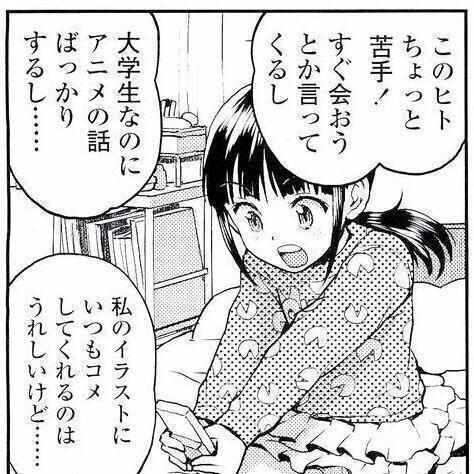 このヒト
ちょっと
苦手!
すぐ会おう
とか言って
くるし
大学生なのに
アニメの話
ばっかり
するし……
私のイラストに
いつもコメ
してくれるのは
うれしいけど……